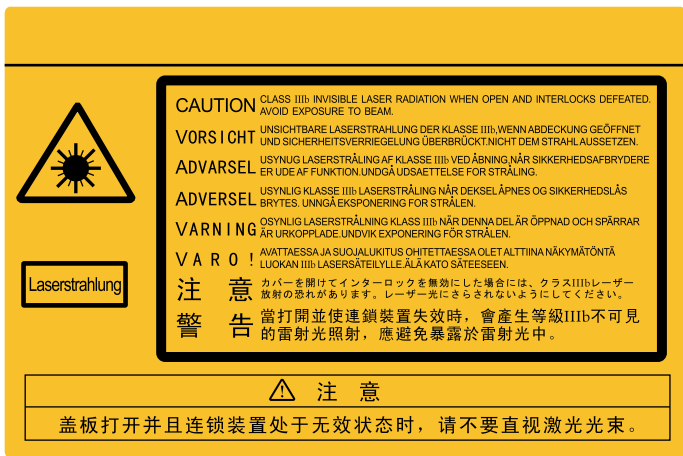 CAUTION CLASS IIIb INVISIBLE LASER RADIATION WHEN OPEN AND INTERLOCKS DEFEATED.
AVOID EXPOSURE TO BEAM.
VORSICHT UNSICHTBARE LASERSTRAHLUNG DER KLASSE IIIb,WENN ABDECKUNG GEÖFFNET
UND SICHERHEITSVERRIEGELUNG ÜBERBRÜCKT.NICHT DEM STRAHL AUSSETZEN.
ADVARSEL USYNUG LASERSTRÅLING AF KLASSE IIIb VED ÅBNING,NÅR SIKKERHEDSAFBRYDERE
ER UDE AF FUNKTION.UNDGÅ UDSAETTELSE FOR STRÅLING.
ADVERSEL USYNLIG KLASSE IIIb LASERSTRÅLING NÅR DEKSEL ÅPNES OG SIKKERHEDSLÅS
BRYTES. UNNGÅ EKSPONERING FOR STRÅLEN.
VARNING OSYNLIG LASERSTRÅLNING KLASS IIIb NÄR DENNA DEL ÄR ÖPPNAD OCH SPÄRRAR
ÄR URKOPPLADE.UNDVIK EXPONERING FÖR STRÅLEN.
VARO! AVATTAESSA JA SUOJALUKITUS OHITETTAESSA OLET ALTTIINA NÄKYMÄTÖNTÄ
LUOKAN IIIb LASERSÄTEILYLLE.ÄLÄ KATO SÄTEESEEN.
注 意 カバーを開けてインターロックを無効にした場合には、クラスIIIbレーザー
放射の恐れがあります。レーザー光にさらされないようにしてください。
警 告 當打開並使連鎖裝置失效時，會產生等級IIIb不可見
的雷射光照射，應避免暴露於雷射光中。
Laserstrahlung
注 意
盖板打开并且连锁装置处于无效状态时，请不要直视激光光束。